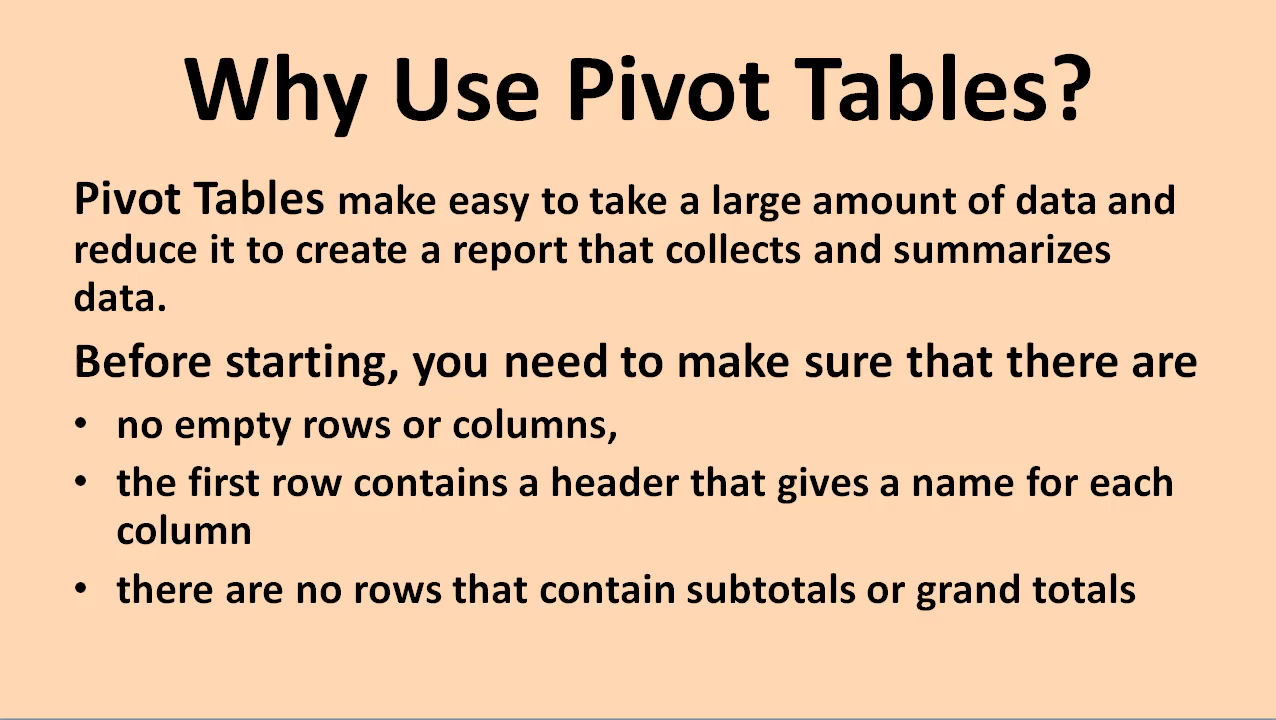 Why Use Pivot Tables?
Pivot Tables make easy to take a large amount of data and
reduce it to create a report that collects and summarizes
data.
Before starting, you need to make sure that there are
• no empty rows or columns,
• the first row contains a header that gives a name for each
column
• there are no rows that contain subtotals or grand totals